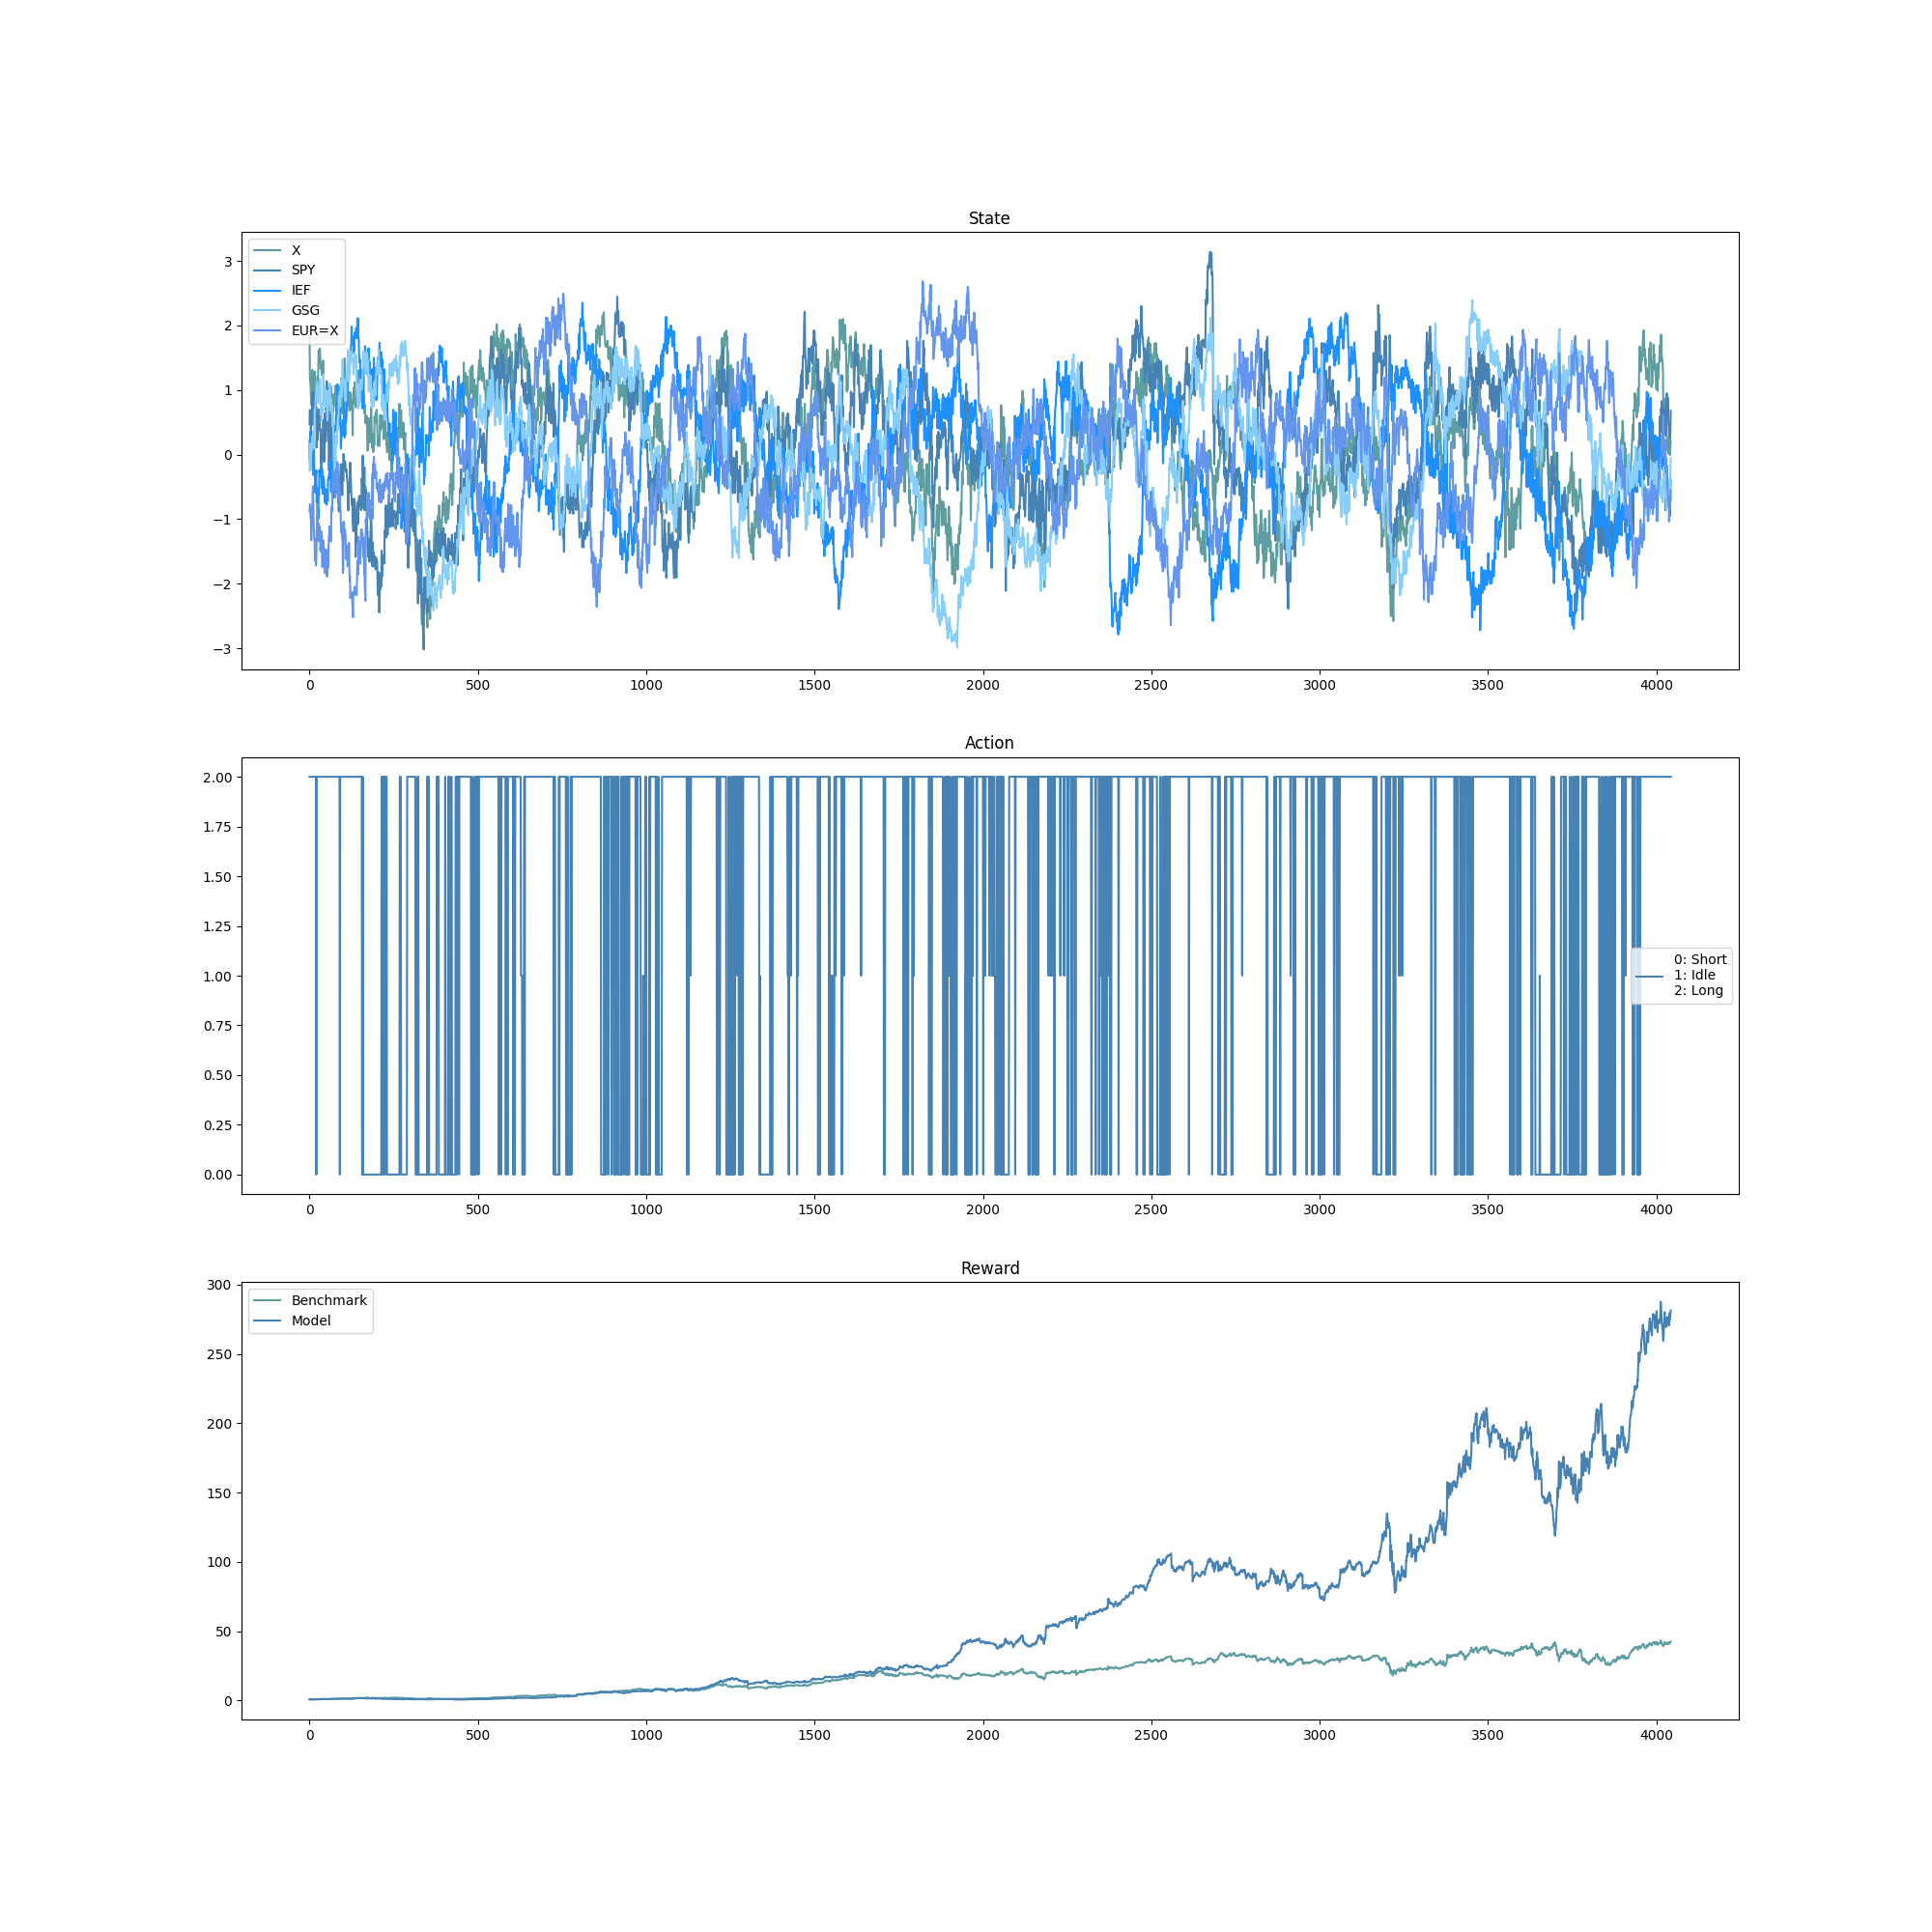 State
X
SPY
IEF
GSG
EUR=X
3
2
1
0
−1
−2
−3
0 500 1000 1500 2000 2500 3000 3500 4000
Action
2.00
1.75
1.50
1.25
1.00
0.75
0.50
0.25
0.00
0: Short
1: Idle
2: Long
0 500 1000 1500 2000 2500 3000 3500 4000
Reward
Benchmark
Model
300
250
200
150
100
50
0
0 500 1000 1500 2000 2500 3000 3500 4000